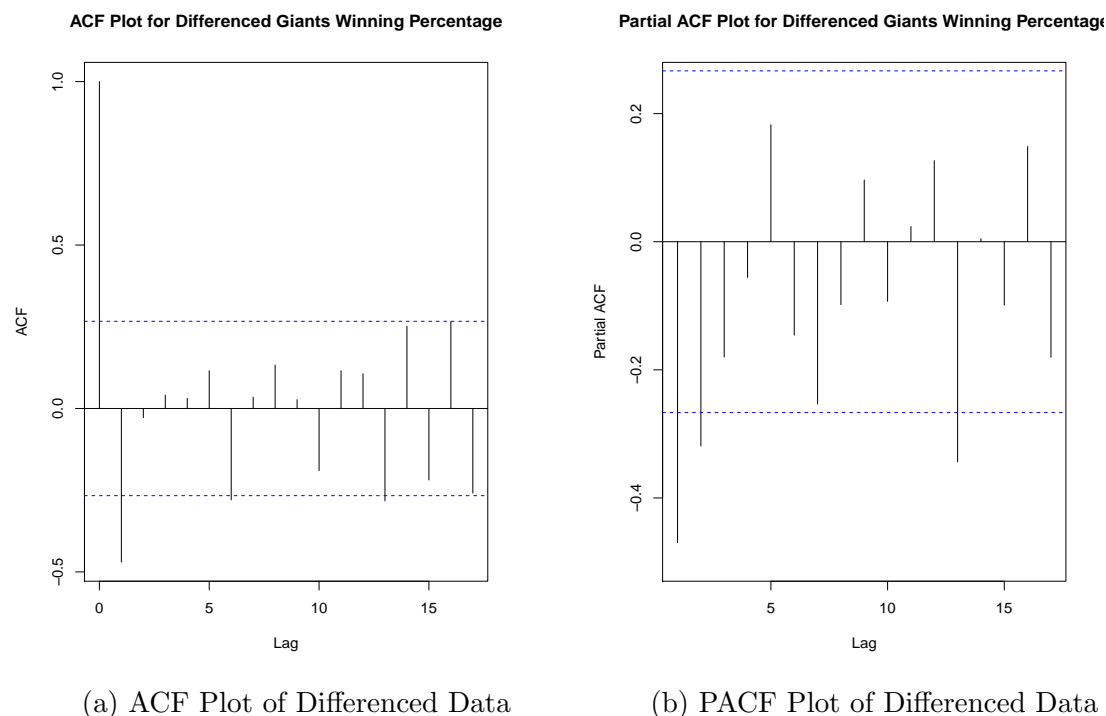 ACF Plot for Differenced Giants Winning Percentage
1.0
0.5
0.0
−0.5
ACF
0 5 10 15
Lag
(a) ACF Plot of Differenced Data
Partial ACF Plot for Differenced Giants Winning Percentage
0.2
0.0
−0.2
−0.4
Partial ACF
5 10 15
Lag
(b) PACF Plot of Differenced Data